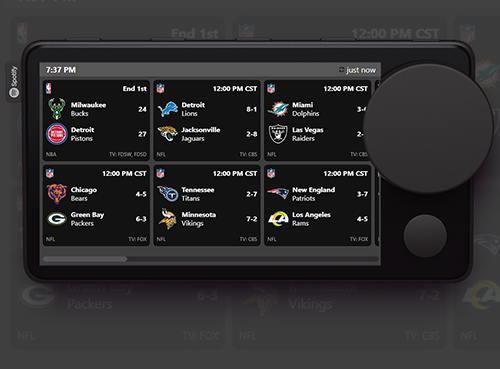 End 1st
12:00 PM CST
Spotify
7:37 PM
just now
End 1st
Milwaukee
Bucks
24
Detroit
Pistons
27
NBA
TV: FDSW, FDSD
12:00 PM CST
Detroit
Lions
8-1
Jacksonville
Jaguars
2-8
NFL
TV: CBS
12:00 PM CST
Miami
Dolphins
Las Vegas
Raiders
2-
NFL
12:00 PM CST
Chicago
Bears
4-5
Green Bay
Packers
6-3
NFL
TV: FOX
12:00 PM CST
Tennessee
Titans
2-7
Minnesota
Vikings
7-2
NFL
TV: CBS
12:00 PM CST
New England
Patriots
3-7
Los Angeles
Rams
4-5
NFL
TV: FOX
Green Bay
Packers
6-3
NFL
TV: FOX
Minnesota
Vikings
7-2
NFL
TV: CBS
Rams
NFL